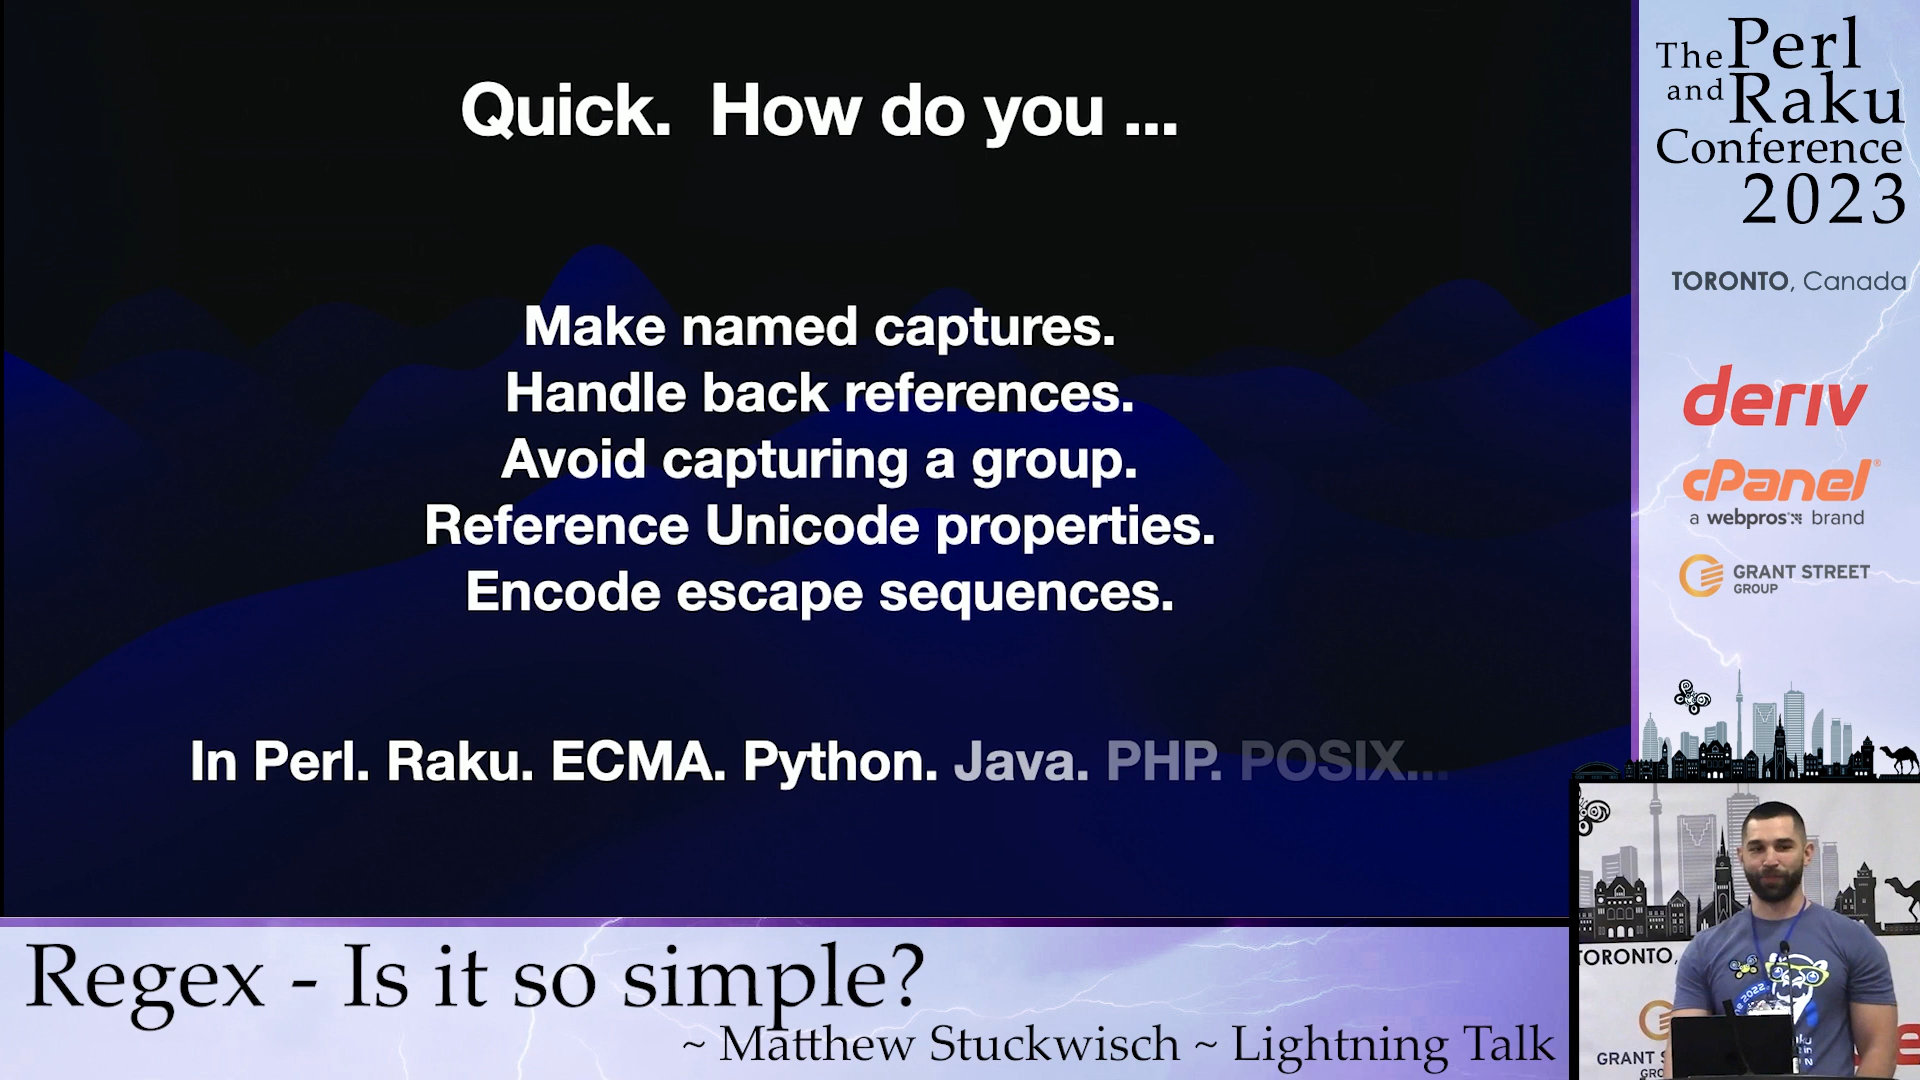 Quick. How do you ...
Make named captures.
Handle back references.
Avoid capturing a group.
Reference Unicode properties.
Encode escape sequences.
In Perl. Raku. ECMA. Python. Java. PHP. POSIX...
The Perl
and Raku
Conference
2023
TORONTO, Canada
deriv
cPanel®
a webpros brand
GRANT STREET
GROUP
TORONTO,
2022
GRANT
Regex - Is it so simple?
~ Matthew Stuckwisch ~ Lightning Talk